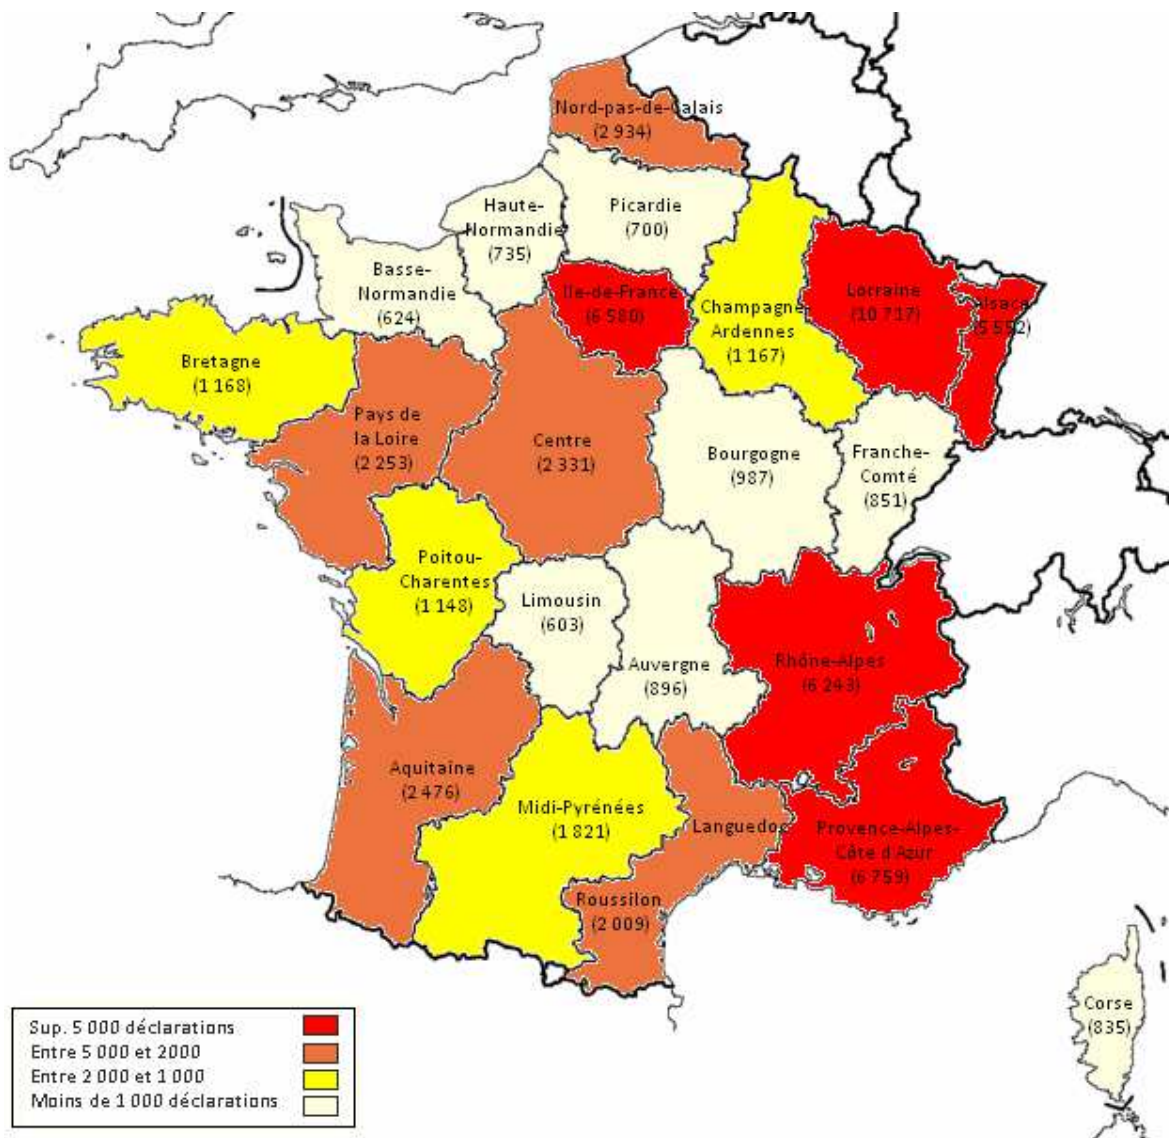 Nord-pas-de-Calais
(2 934)
Haute-
Normandie
(735)
Picardie
(700)
Basse-
Normandie
(624)
Ile-de-France
(6 580)
Champagne-
Ardennes
(1 167)
Lorraine
(10 717)
Alsace
(5 552)
Bretagne
(1 168)
Pays de
la Loire
(2 253)
Centre
(2 331)
Bourgogne
(987)
Franche-
Comté
(851)
Poitou-
Charentes
(1 148)
Limousin
(603)
Auvergne
(896)
Rhône-Alpes
(6 243)
Aquitaine
(2 476)
Midi-Pyrénées
(1 821)
Languedoc
Provence-Alpes-
Côte d'Azur
(6 759)
Roussilon
(2 009)
Corse
(835)
Sup. 5 000 déclarations
Entre 5 000 et 2000
Entre 2 000 et 1 000
Moins de 1 000 déclarations